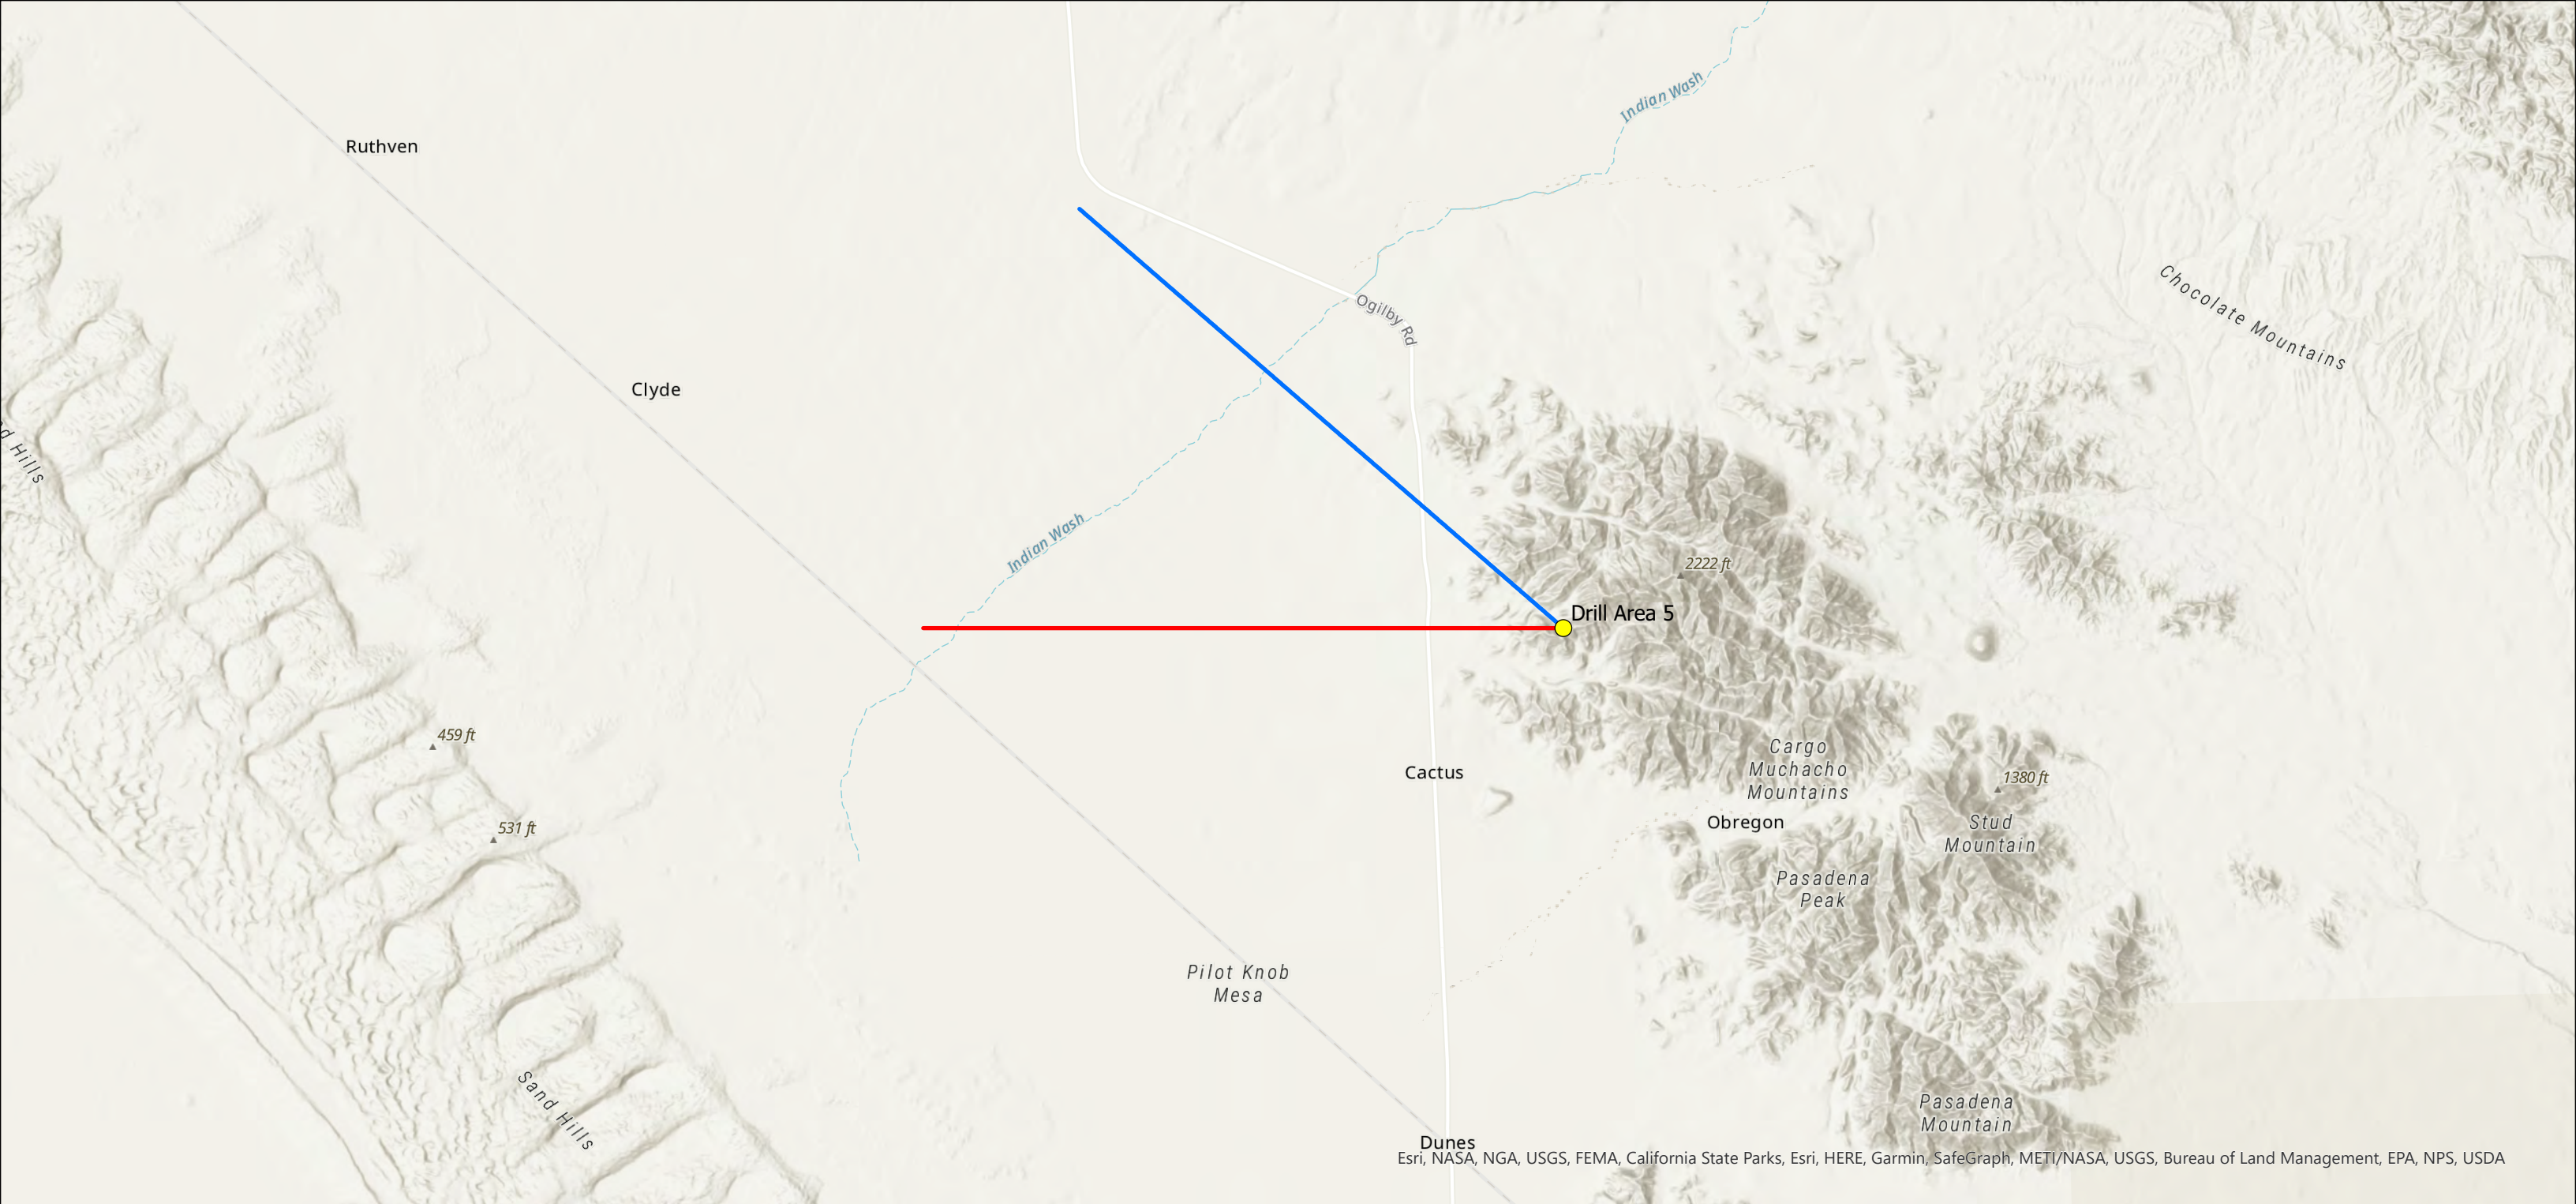 Indian Wash
Ruthven
Chocolate Mountains
Ogilby Rd
Clyde
d Hills
Indian Wash
2222 ft
Drill Area 5
459 ft
Cactus
Cargo
Muchacho
Mountains
1380 ft
531 ft
Obregon
Stud
Mountain
Pasadena
Peak
Pilot Knob
Mesa
Sand Hills
Pasadena
Mountain
Dunes
Esri, NASA, NGA, USGS, FEMA, California State Parks, Esri, HERE, Garmin, SafeGraph, METI/NASA, USGS, Bureau of Land Management, EPA, NPS, USDA